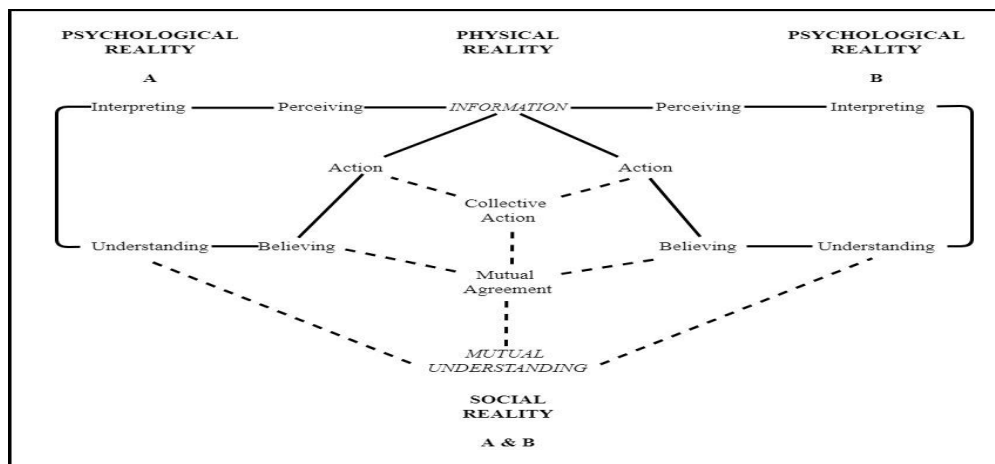 PSYCHOLOGICAL
REALITY
A
PHYSICAL
REALITY
PSYCHOLOGICAL
REALITY
B
Interpreting Perceiving INFORMATION Perceiving Interpreting
Action Action
Collective
Action
Understanding Believing Believing Understanding
Mutual
Agreement
MUTUAL
UNDERSTANDING
SOCIAL
REALITY
A & B